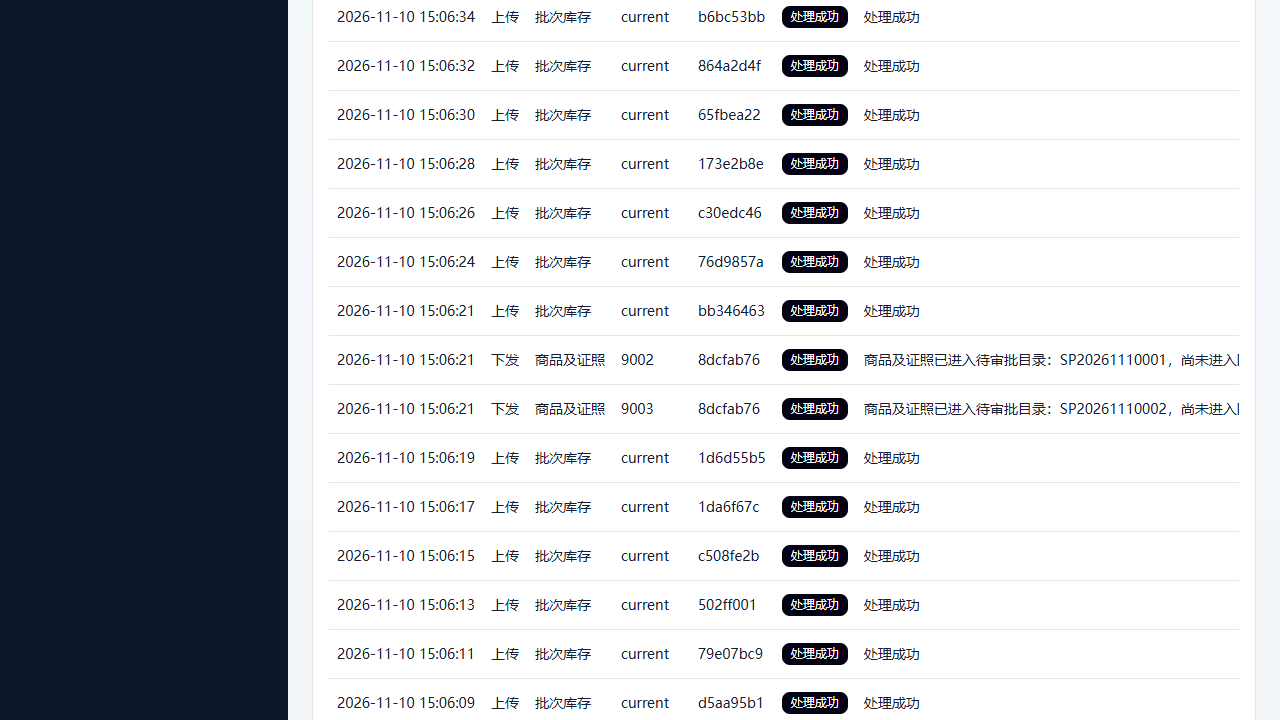 2026-11-10 15:06:34 上传 批次库存 current b6bc53bb 处理成功 处理成功
2026-11-10 15:06:32 上传 批次库存 current 864a2d4f 处理成功 处理成功
2026-11-10 15:06:30 上传 批次库存 current 65fbea22 处理成功 处理成功
2026-11-10 15:06:28 上传 批次库存 current 173e2b8e 处理成功 处理成功
2026-11-10 15:06:26 上传 批次库存 current c30edc46 处理成功 处理成功
2026-11-10 15:06:24 上传 批次库存 current 76d9857a 处理成功 处理成功
2026-11-10 15:06:21 上传 批次库存 current bb346463 处理成功 处理成功
2026-11-10 15:06:21 下发 商品及证照 9002 8dcfab76 处理成功 商品及证照已进入待审批目录：SP20261110001，尚未进入
2026-11-10 15:06:21 下发 商品及证照 9003 8dcfab76 处理成功 商品及证照已进入待审批目录：SP20261110002，尚未进入
2026-11-10 15:06:19 上传 批次库存 current 1d6d55b5 处理成功 处理成功
2026-11-10 15:06:17 上传 批次库存 current 1da6f67c 处理成功 处理成功
2026-11-10 15:06:15 上传 批次库存 current c508fe2b 处理成功 处理成功
2026-11-10 15:06:13 上传 批次库存 current 502ff001 处理成功 处理成功
2026-11-10 15:06:11 上传 批次库存 current 79e07bc9 处理成功 处理成功
2026-11-10 15:06:09 上传 批次库存 current d5aa95b1 处理成功 处理成功